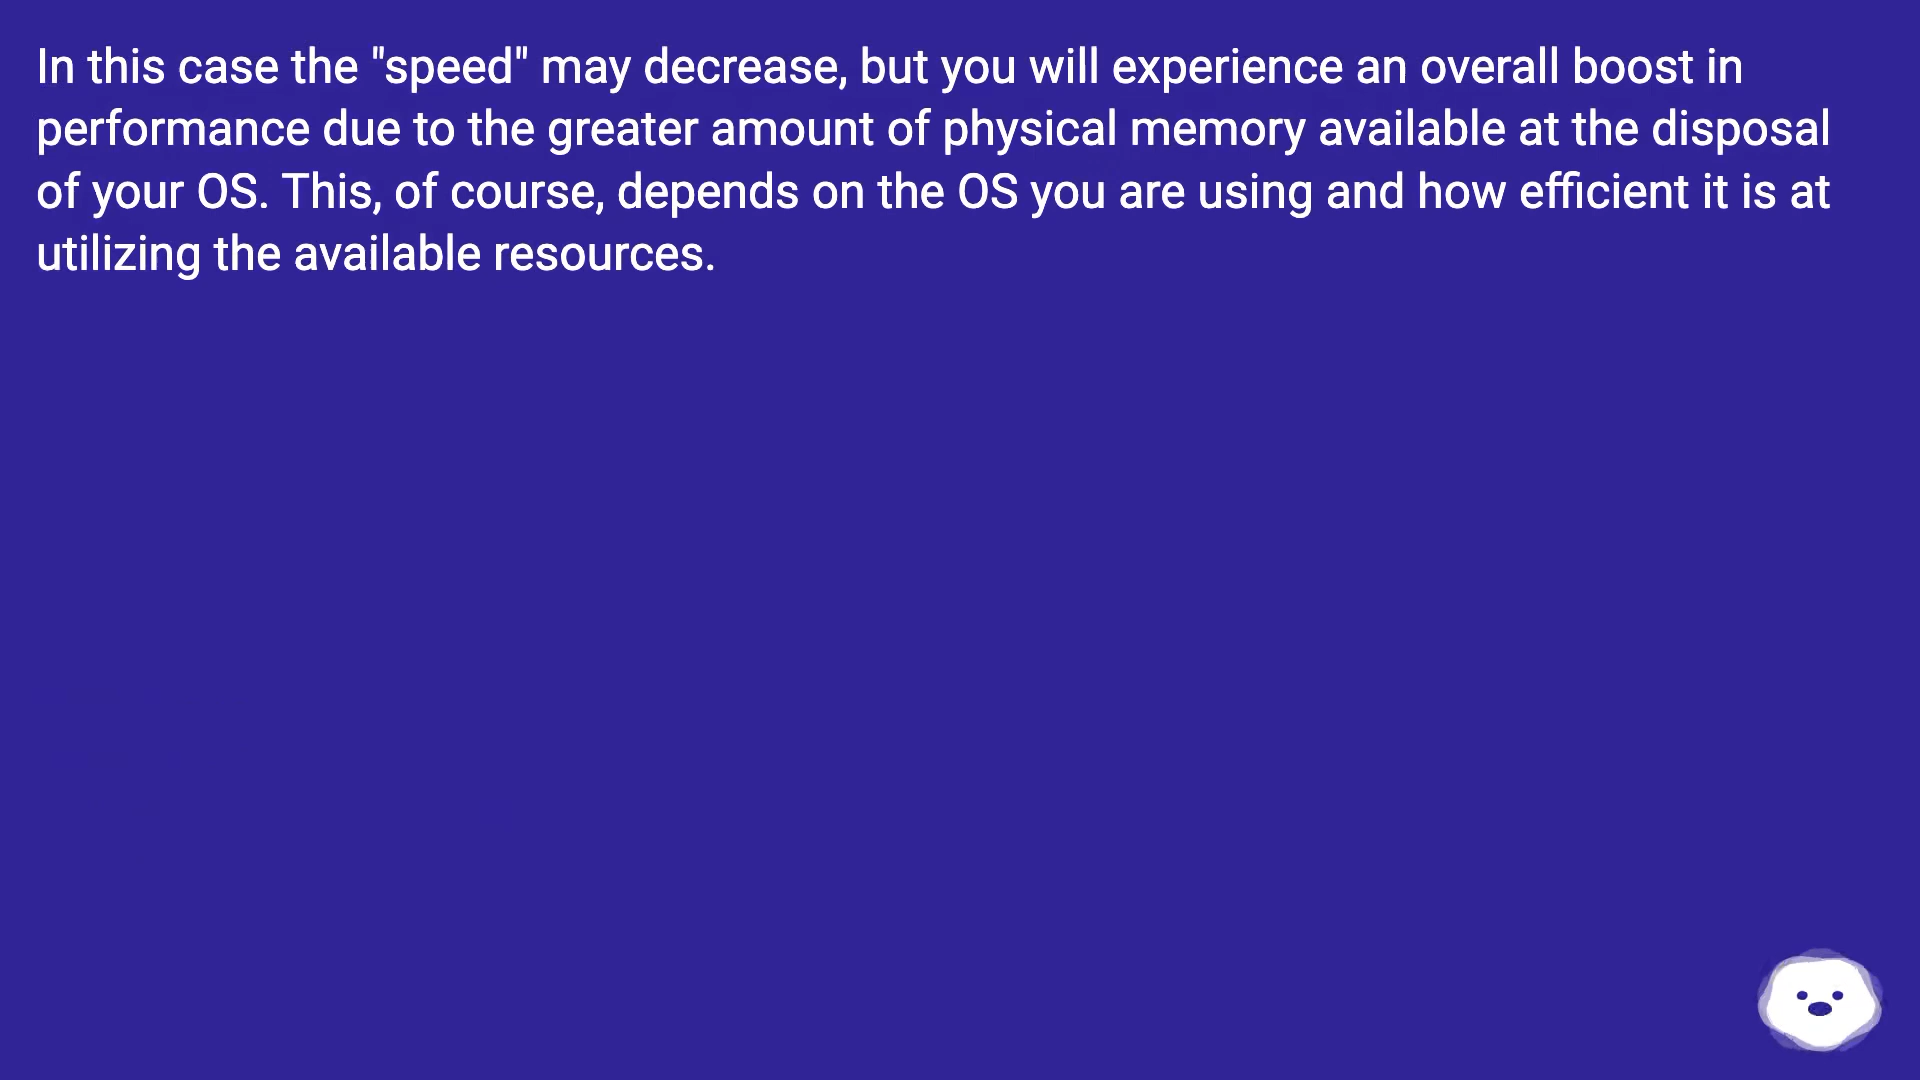 In this case the "speed" may decrease, but you will experience an overall boost in
performance due to the greater amount of physical memory available at the disposal
of your OS. This, of course, depends on the OS you are using and how efficient it is at
utilizing the available resources.